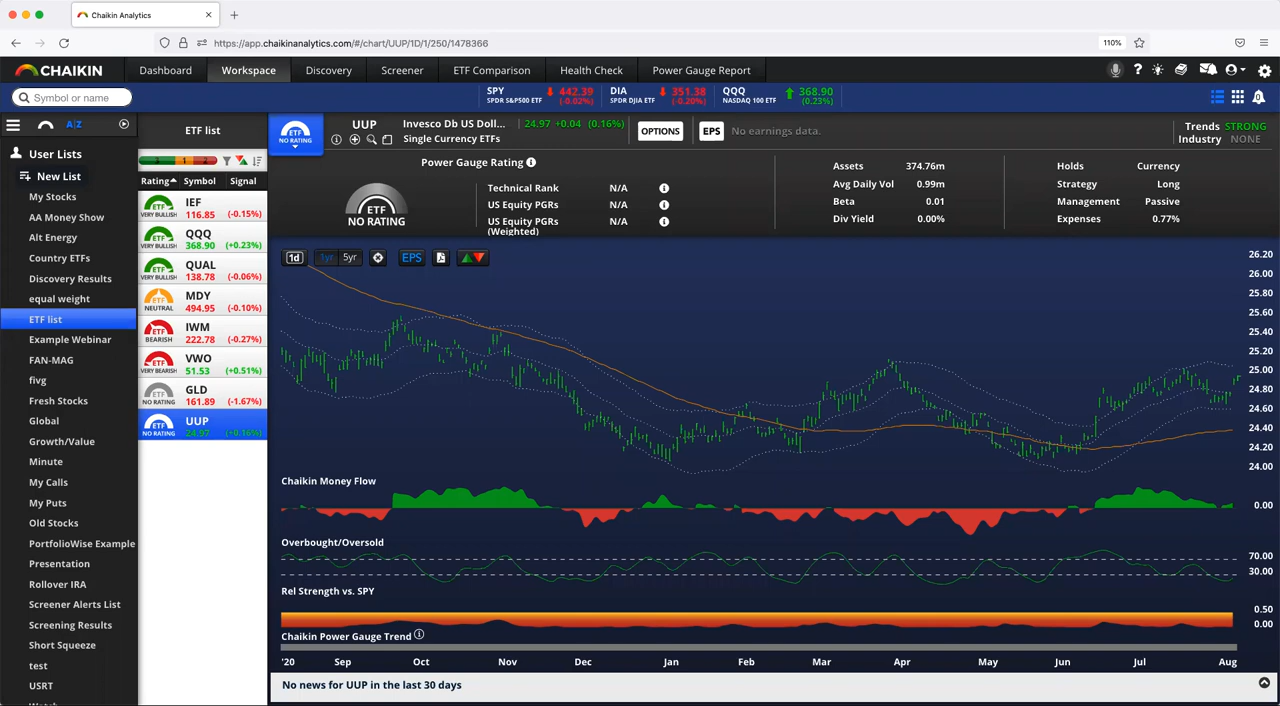 Chaikin Analytics
https://app.chaikinanalytics.com/#/chart/UUP/1D/1/250/1478366
110%
CHAIKIN
Dashboard
Workspace
Discovery
Screener
ETF Comparison
Health Check
Power Gauge Report
Symbol or name
SPY 442.39
SPDR S&P500 ETF (-0.02%)
DIA 351.38
SPDR DJIA ETF (-0.20%)
QQQ 368.90
NASDAQ 100 ETF (0.23%)
A|Z
User Lists
New List
My Stocks
AA Money Show
Alt Energy
Country ETFs
Discovery Results
equal weight
ETF list
Example Webinar
FAN-MAG
fivg
Fresh Stocks
Global
Growth/Value
Minute
My Calls
My Puts
Old Stocks
PortfolioWise Example
Presentation
Rollover IRA
Screener Alerts List
Screening Results
Short Squeeze
test
USRT
ETF list
3 1 2
Rating Symbol Signal
ETF VERY BULLISH IEF 116.85 (-0.15%)
ETF VERY BULLISH QQQ 368.90 (+0.23%)
ETF VERY BULLISH QUAL 138.78 (-0.06%)
ETF NEUTRAL MDY 494.95 (-0.10%)
ETF BEARISH IWM 222.78 (-0.27%)
ETF VERY BEARISH VWO 51.53 (+0.51%)
ETF NO RATING GLD 161.89 (-1.67%)
ETF NO RATING UUP 24.97 (+0.16%)
ETF
NO RATING
UUP Invesco Db US Doll... 24.97 +0.04 (0.16%)
Single Currency ETFs
OPTIONS
EPS No earnings data.
Trends STRONG
Industry NONE
Power Gauge Rating
ETF
NO RATING
Technical Rank N/A
US Equity PGRs N/A
US Equity PGRs N/A
(Weighted)
Assets 374.76m
Avg Daily Vol 0.99m
Beta 0.01
Div Yield 0.00%
Holds Currency
Strategy Long
Management Passive
Expenses 0.77%
1d 1yr 5yr EPS
26.20
26.00
25.80
25.60
25.40
25.20
25.00
24.80
24.60
24.40
24.20
24.00
Chaikin Money Flow
0.00
Overbought/Oversold
70.00
30.00
Rel Strength vs. SPY
0.50
0.00
Chaikin Power Gauge Trend
'20 Sep Oct Nov Dec Jan Feb Mar Apr May Jun Jul Aug
No news for UUP in the last 30 days